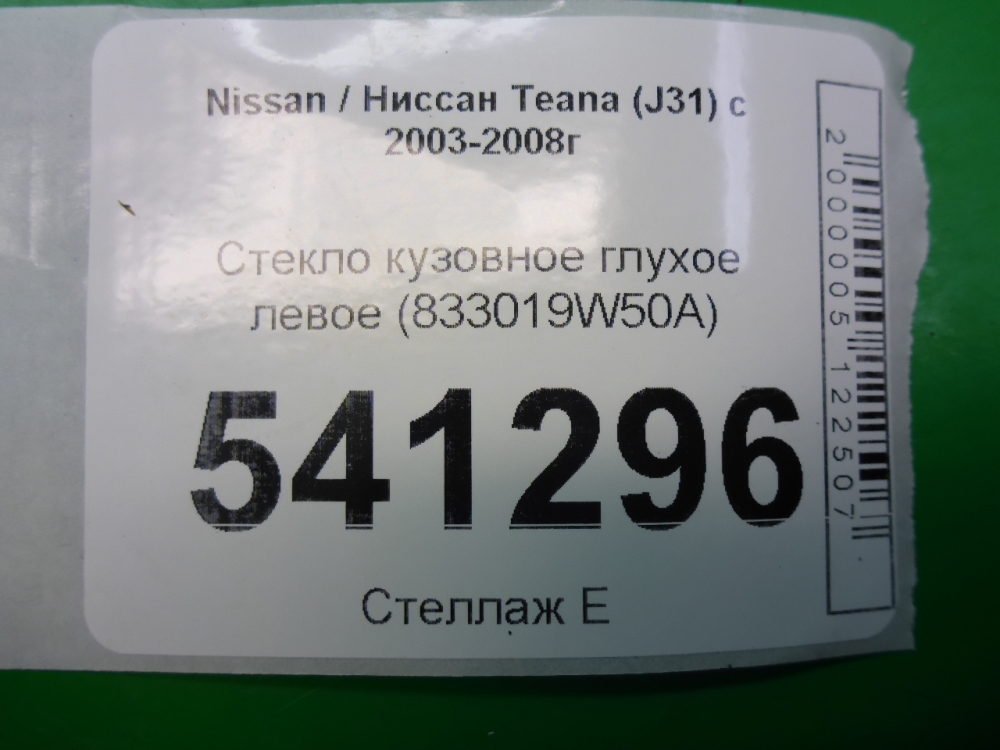 Nissan / Ниссан Teana (J31) с
2003-2008г
Стекло кузовное глухое
левое (833019W50A)
541296
Стеллаж Е
2000005122507